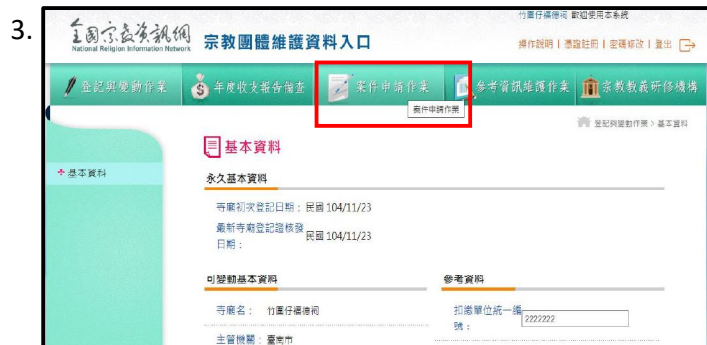 3.
竹圍仔福德祠 歡迎使用本系統
全國宗教資訊網
National Religion Information Network
宗教團體維護資料入口
操作說明 | 憑證註冊 | 密碼修改 | 登出
登記與變動作業
年度收支報告備查
案件申請作業
參考資訊維護作業
宗教教義研修機構
案件申請作業
登記與變動作業 > 基本資料
基本資料
基本資料
永久基本資料
寺廟初次登記日期：民國 104/11/23
最新寺廟登記證核發
日期：
民國 104/11/23
可變動基本資料
參考資料
寺廟名： 竹圍仔福德祠
扣繳單位統一編
號：
2222222
主管機關：臺南市